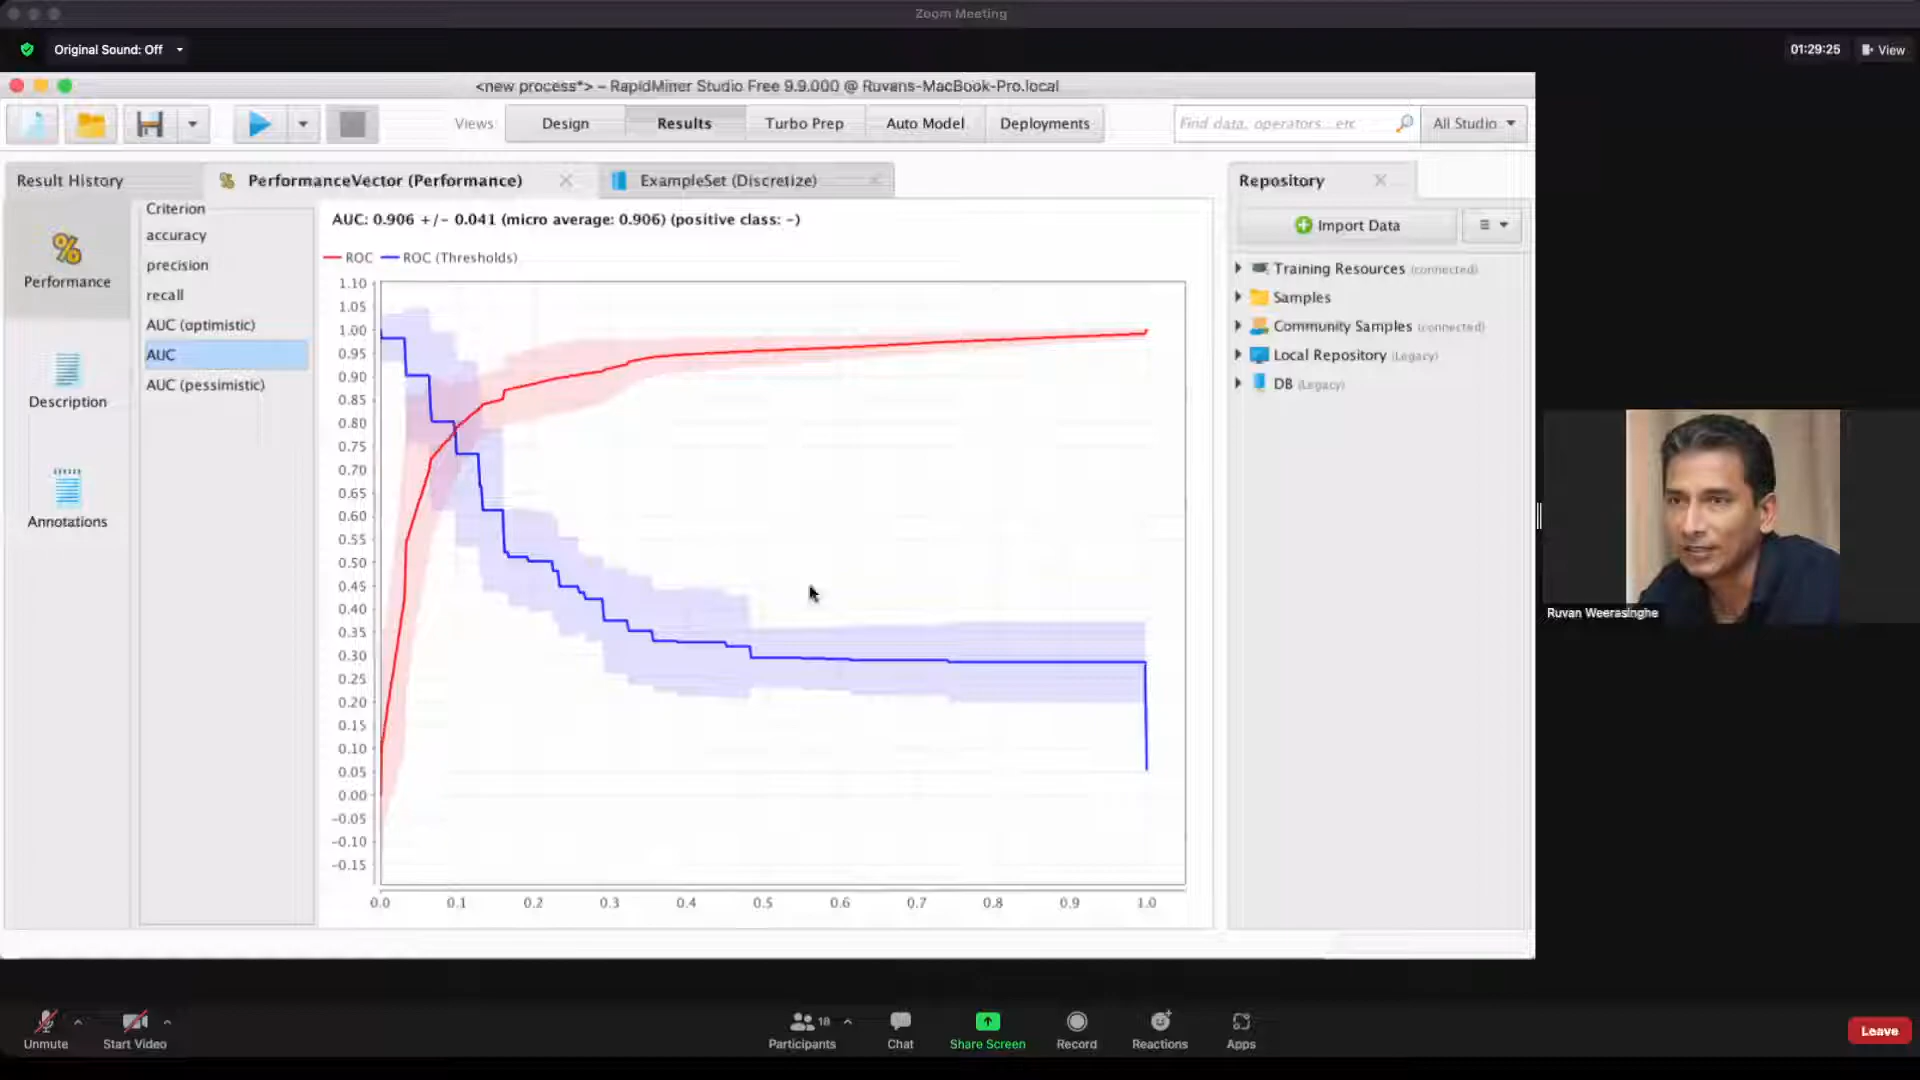 Zoom Meeting
Original Sound: Off
01:29:25
View
<new process*> – RapidMiner Studio Free 9.9.000 @ Ruvans-MacBook-Pro.local
Views:
Design
Results
Turbo Prep
Auto Model
Deployments
Find data, operators...etc
All Studio
Result History
PerformanceVector (Performance)
ExampleSet (Discretize)
Repository
Performance
Description
Annotations
Criterion
accuracy
precision
recall
AUC (optimistic)
AUC
AUC (pessimistic)
AUC: 0.906 +/- 0.041 (micro average: 0.906) (positive class: -)
ROC
ROC (Thresholds)
1.10
1.05
1.00
0.95
0.90
0.85
0.80
0.75
0.70
0.65
0.60
0.55
0.50
0.45
0.40
0.35
0.30
0.25
0.20
0.15
0.10
0.05
0.00
-0.05
-0.10
-0.15
0.0 0.1 0.2 0.3 0.4 0.5 0.6 0.7 0.8 0.9 1.0
Import Data
Training Resources (connected)
Samples
Community Samples (connected)
Local Repository (Legacy)
DB (Legacy)
Ruvan Weerasinghe
Unmute
Start Video
18
Participants
Chat
Share Screen
Record
Reactions
Apps
Leave